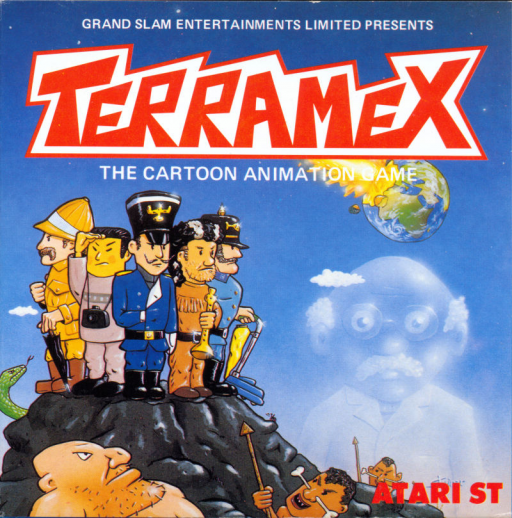 GRAND SLAM ENTERTAINMENTS LIMITED PRESENTS
TERRAMEX
THE CARTOON ANIMATION GAME
ATARI ST